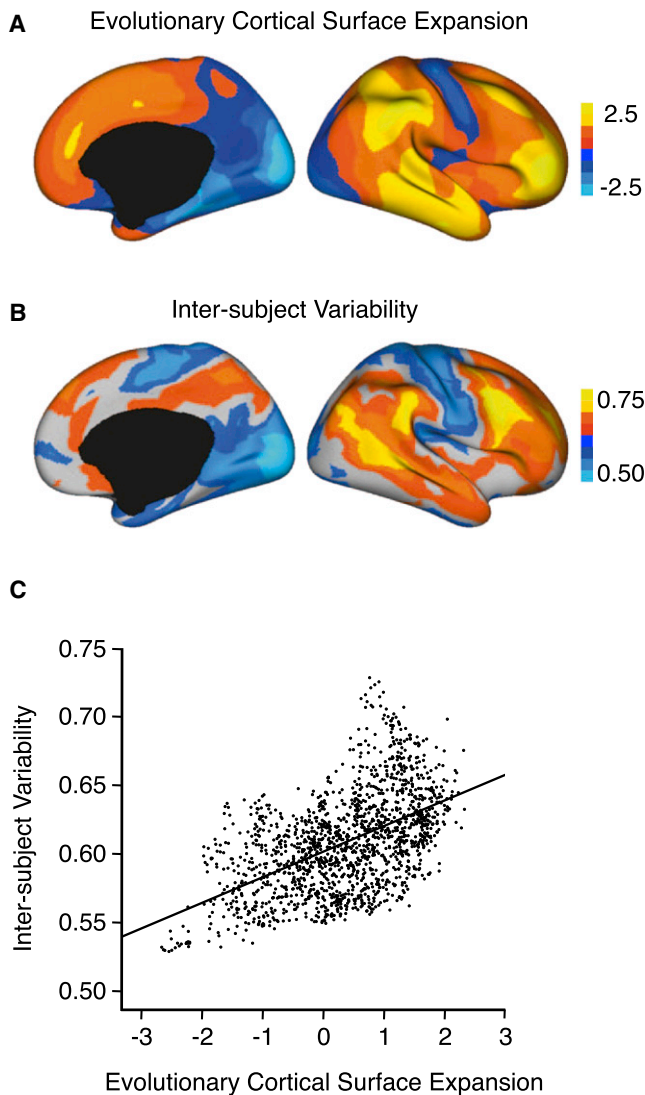 A
Evolutionary Cortical Surface Expansion
2.5
-2.5
B
Inter-subject Variability
0.75
0.50
C
0.75
0.70
0.65
0.60
0.55
0.50
Inter-subject Variability
-3 -2 -1 0 1 2 3
Evolutionary Cortical Surface Expansion